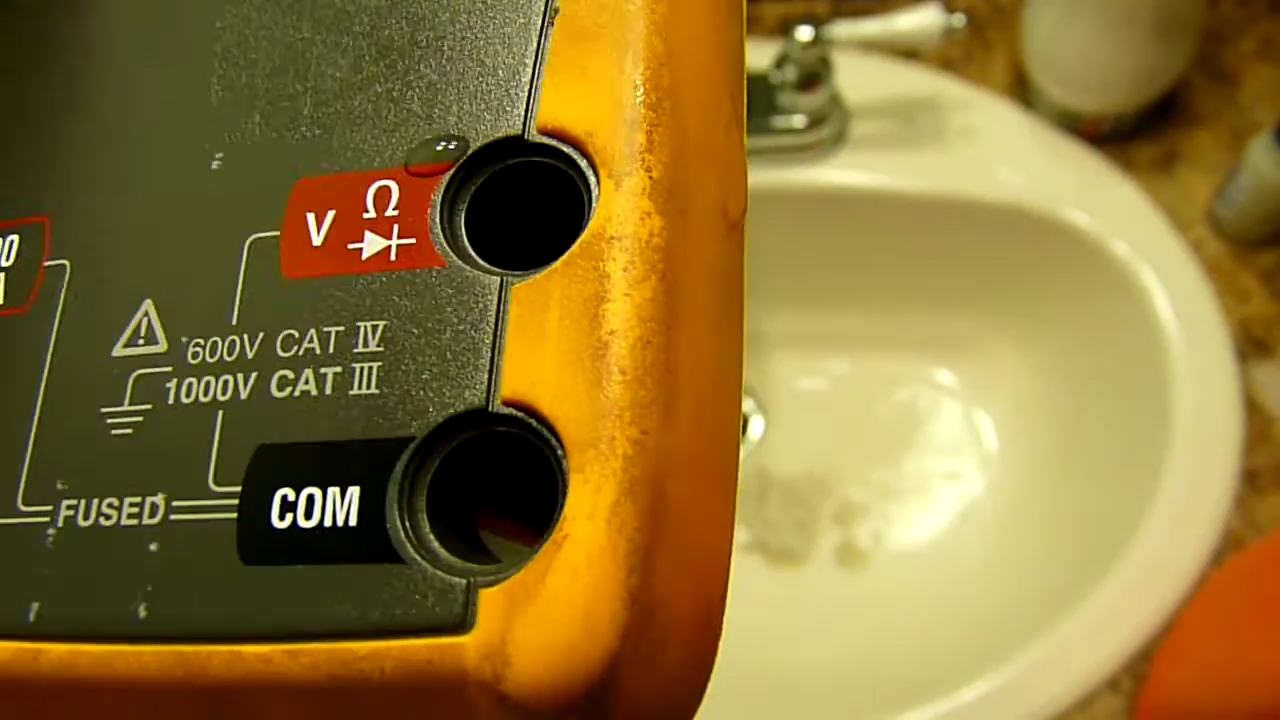 V Ω
600V CAT IV
1000V CAT III
FUSED
COM